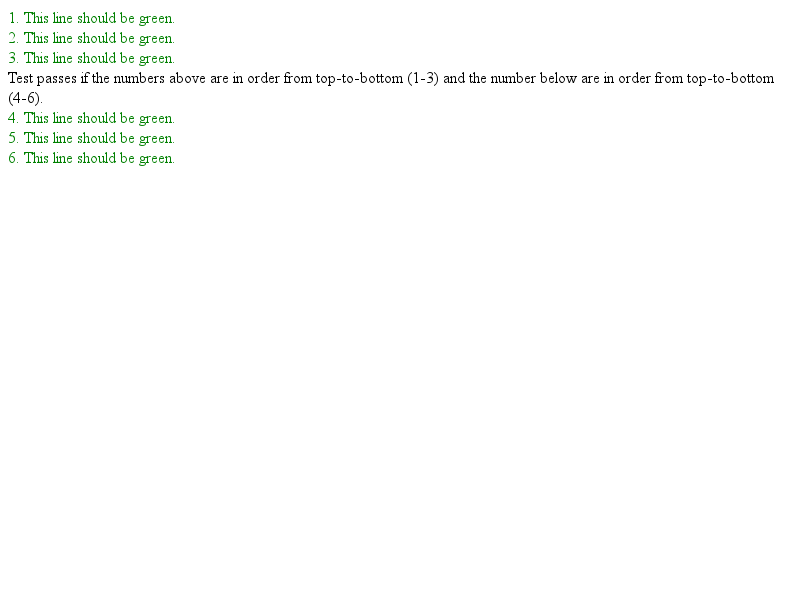 1. This line should be green.
2. This line should be green.
3. This line should be green.
Test passes if the numbers above are in order from top-to-bottom (1-3) and the number below are in order from top-to-bottom
(4-6).
4. This line should be green.
5. This line should be green.
6. This line should be green.